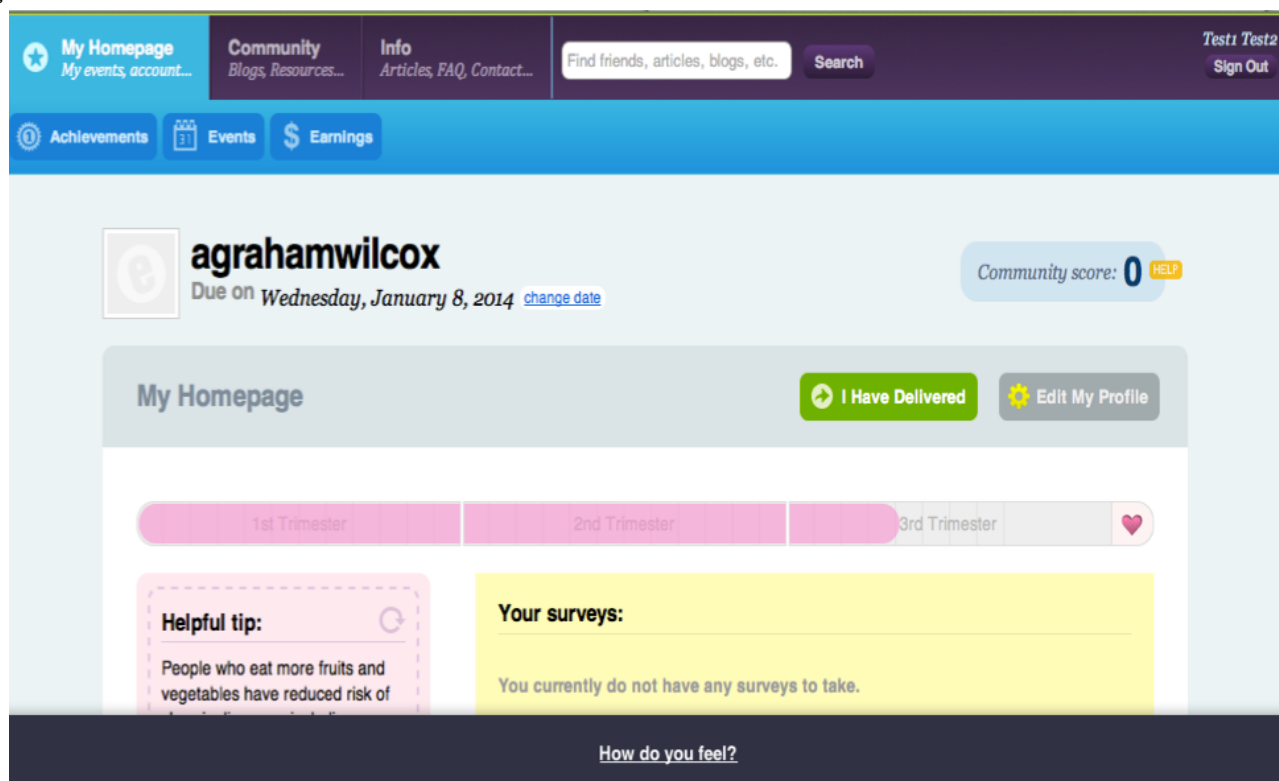 My Homepage
My events, account...
Community
Blogs, Resources...
Info
Articles, FAQ, Contact...
Find friends, articles, blogs, etc.
Search
Test1 Test2
Sign Out
Achievements
31
Events
$
Earnings
e
agrahamwilcox
Due on Wednesday, January 8, 2014 change date
Community score: 0 HELP
My Homepage
I Have Delivered
Edit My Profile
1st Trimester
2nd Trimester
3rd Trimester
Helpful tip:
People who eat more fruits and
vegetables have reduced risk of
Your surveys:
You currently do not have any surveys to take.
How do you feel?